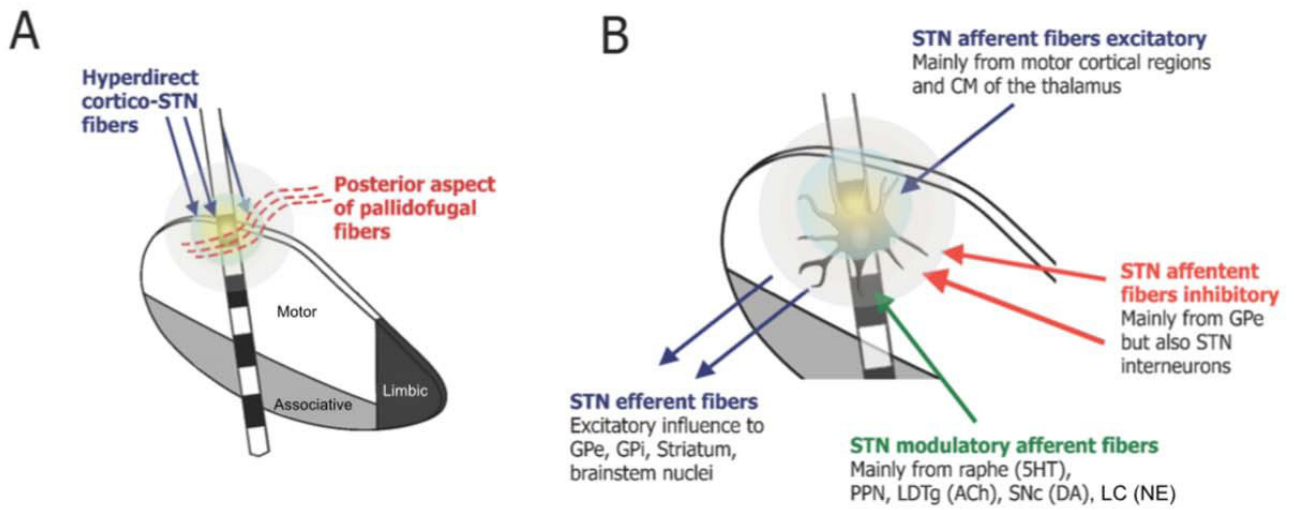 A
Hyperdirect
cortico-STN
fibers
Posterior aspect
of pallidofugal
fibers
Motor
Associative
Limbic
B
STN afferent fibers excitatory
Mainly from motor cortical regions
and CM of the thalamus
STN affentent
fibers inhibitory
Mainly from GPe
but also STN
interneurons
STN efferent fibers
Excitatory influence to
GPe, GPi, Striatum,
brainstem nuclei
STN modulatory afferent fibers
Mainly from raphe (5HT),
PPN, LDTg (ACh), SNc (DA), LC (NE)